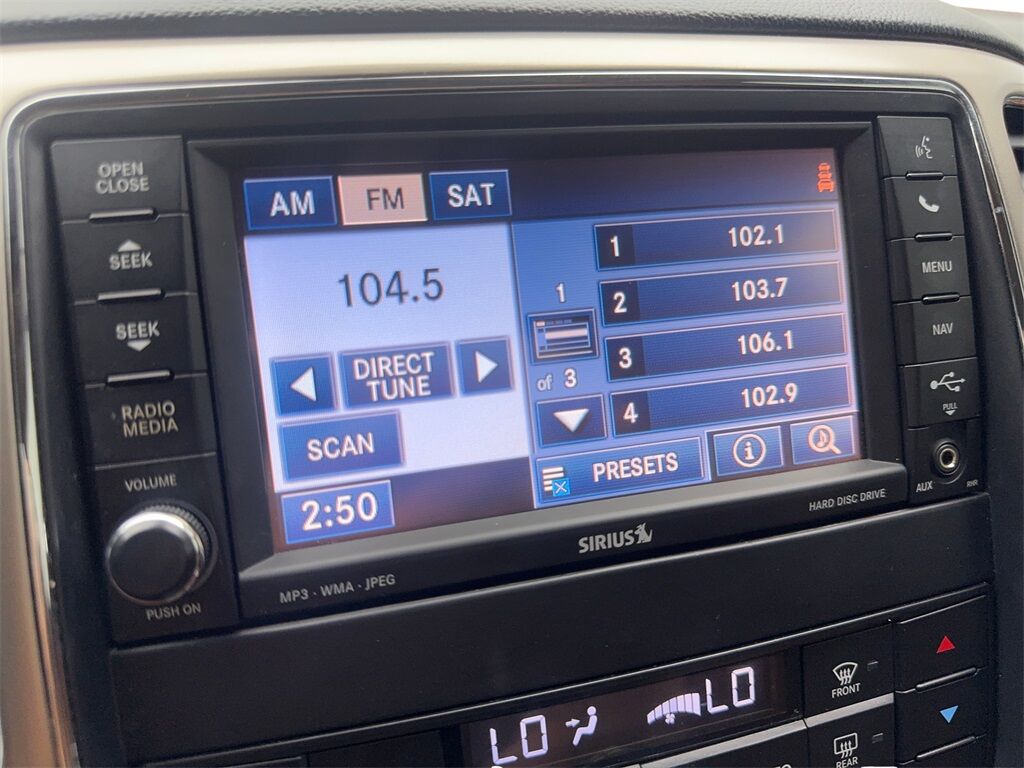 OPEN
CLOSE
SEEK
SEEK
RADIO
MEDIA
VOLUME
PUSH ON
AM
FM
SAT
104.5
DIRECT
TUNE
SCAN
2:50
1
of 3
1 102.1
2 103.7
3 106.1
4 102.9
PRESETS
i
MENU
NAV
PULL
AUX
RHR
HARD DISC DRIVE
SIRIUS
MP3 · WMA · JPEG
LO
LO
FRONT
REAR